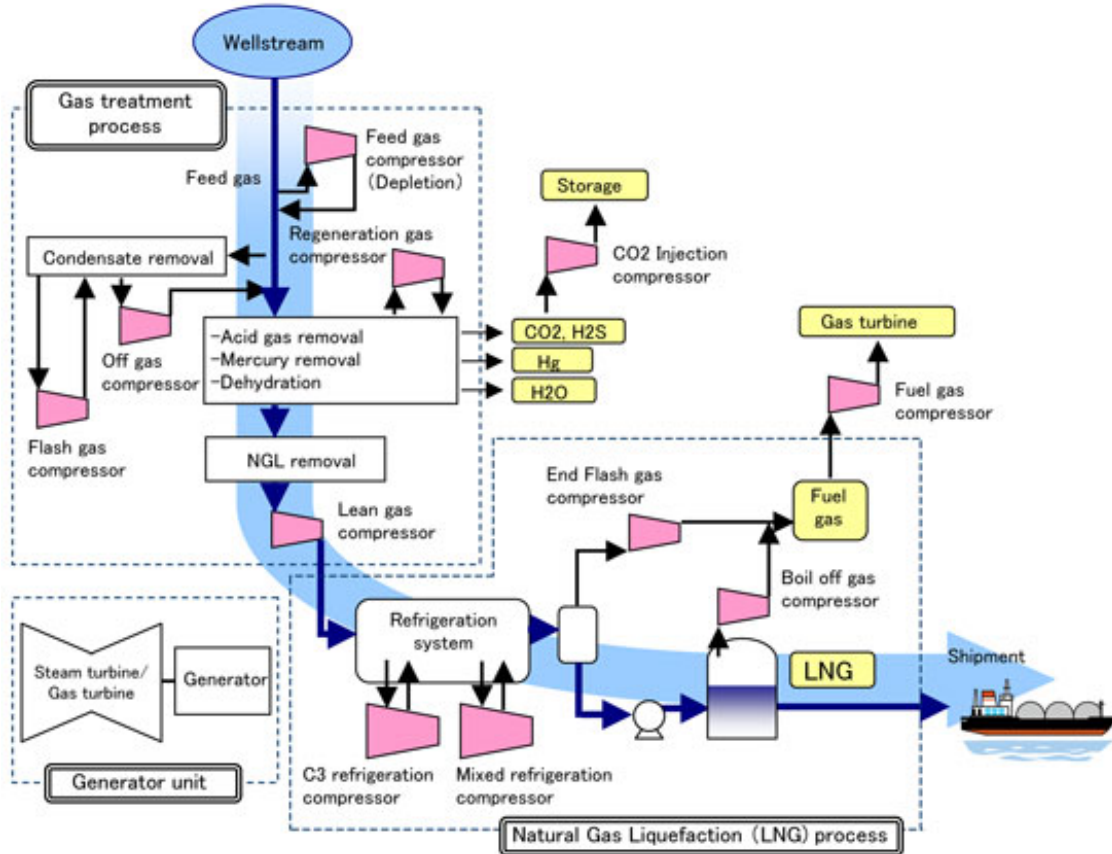 Wellstream
Gas treatment
process
Feed gas
compressor
(Depletion)
Feed gas
Storage
Regeneration gas
compressor
Condensate removal
CO2 Injection
compressor
Gas turbine
-Acid gas removal
-Mercury removal
-Dehydration
CO2, H2S
Hg
H2O
Off gas
compressor
Fuel gas
compressor
Flash gas
compressor
NGL removal
End Flash gas
compressor
Fuel
gas
Lean gas
compressor
Boil off gas
compressor
Refrigeration
system
Steam turbine/
Gas turbine
Generator
LNG
Shipment
C3 refrigeration
compressor
Mixed refrigeration
compressor
Generator unit
Natural Gas Liquefaction (LNG) process